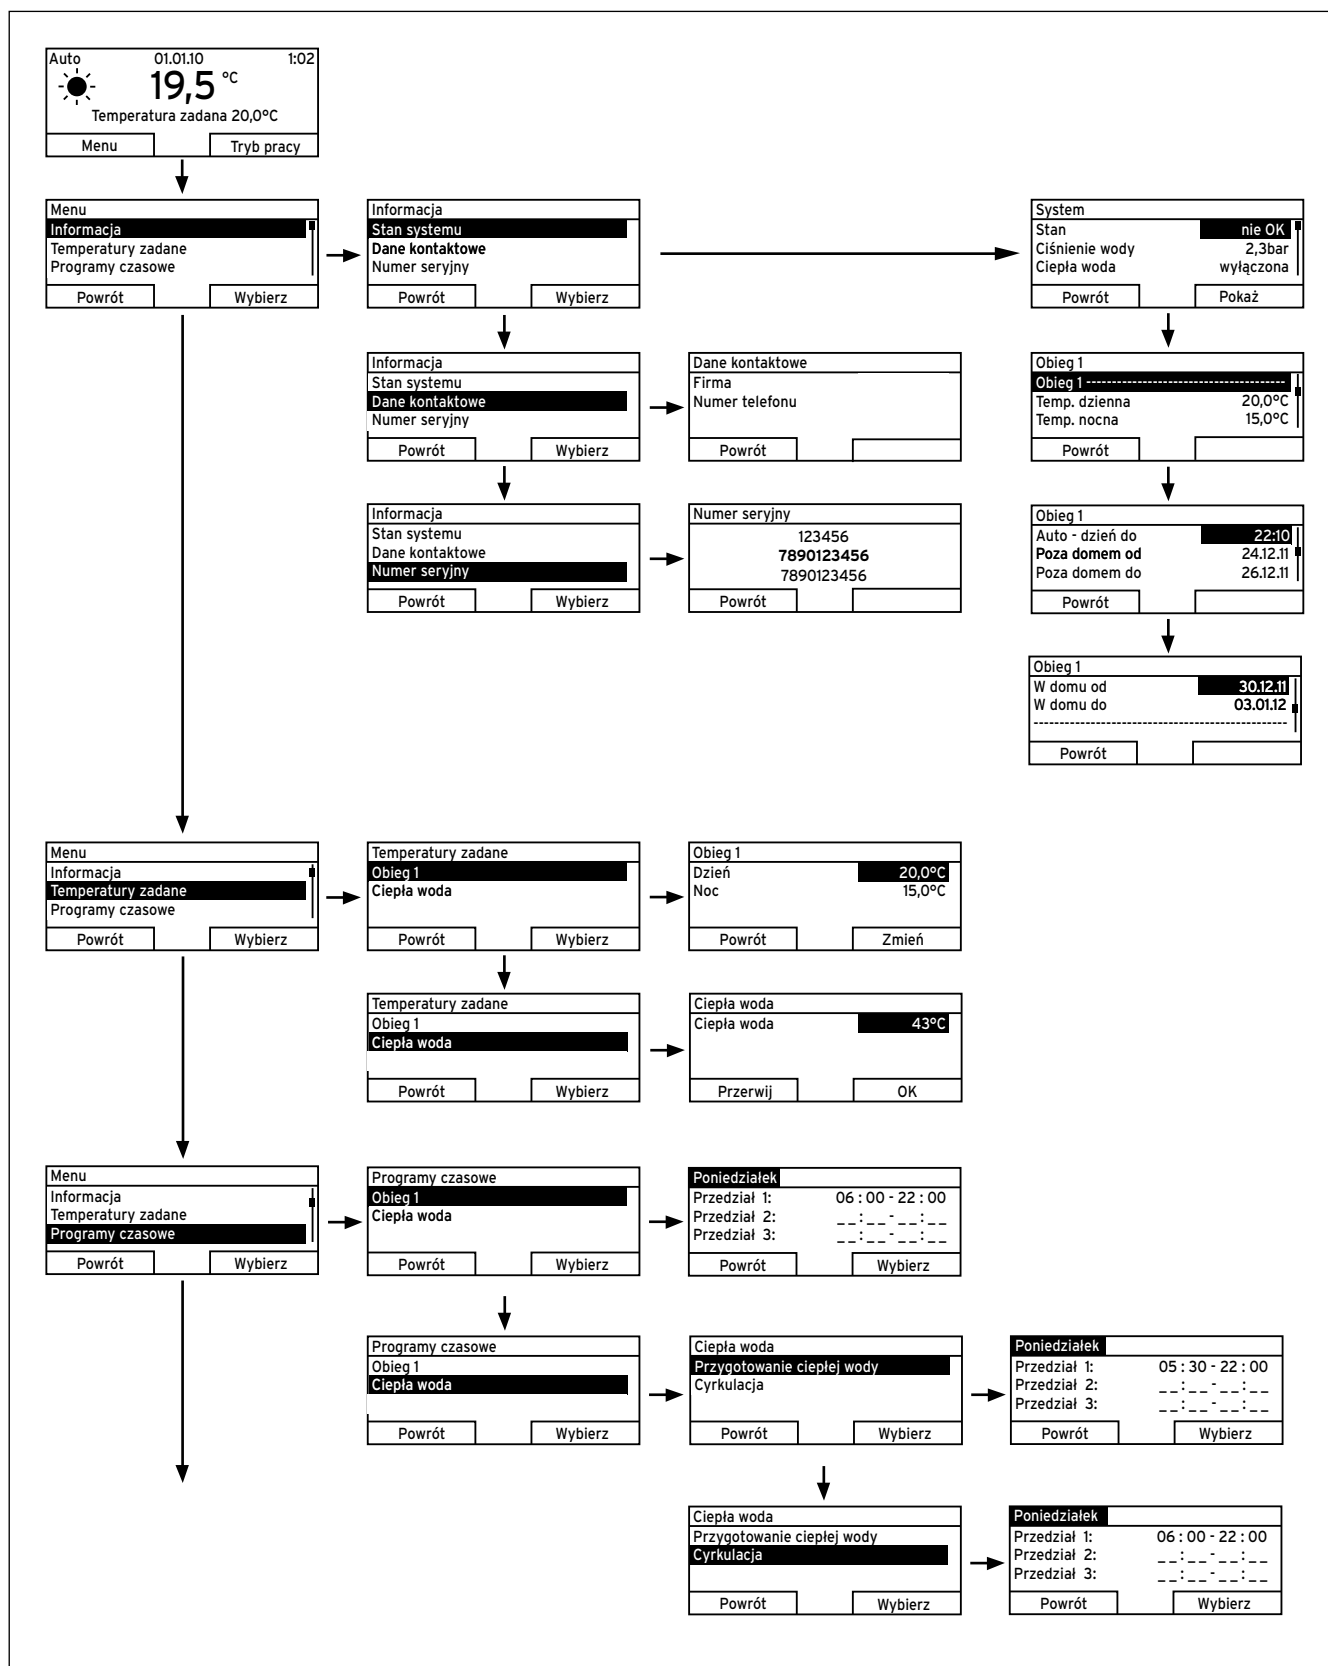 Auto 01.01.10 1:02
19,5 °C
Temperatura zadana 20,0°C
Menu Tryb pracy
Menu
Informacja
Temperatury zadane
Programy czasowe
Powrót Wybierz
Informacja
Stan systemu
Dane kontaktowe
Numer seryjny
Powrót Wybierz
System
Stan nie OK
Ciśnienie wody 2,3bar
Ciepła woda wyłączona
Powrót Pokaż
Informacja
Stan systemu
Dane kontaktowe
Numer seryjny
Powrót Wybierz
Dane kontaktowe
Firma
Numer telefonu
Powrót
Obieg 1
Obieg 1 ---------------------------------------
Temp. dzienna 20,0°C
Temp. nocna 15,0°C
Powrót
Informacja
Stan systemu
Dane kontaktowe
Numer seryjny
Powrót Wybierz
Numer seryjny
123456
7890123456
7890123456
Powrót
Obieg 1
Auto - dzień do 22:10
Poza domem od 24.12.11
Poza domem do 26.12.11
Powrót
Obieg 1
W domu od 30.12.11
W domu do 03.01.12
--------------------------------------------------
Powrót
Menu
Informacja
Temperatury zadane
Programy czasowe
Powrót Wybierz
Temperatury zadane
Obieg 1
Ciepła woda
Powrót Wybierz
Obieg 1
Dzień 20,0°C
Noc 15,0°C
Powrót Zmień
Temperatury zadane
Obieg 1
Ciepła woda
Powrót Wybierz
Ciepła woda
Ciepła woda 43°C
Przerwij OK
Menu
Informacja
Temperatury zadane
Programy czasowe
Powrót Wybierz
Programy czasowe
Obieg 1
Ciepła woda
Powrót Wybierz
Poniedziałek
Przedział 1: 06 : 00 - 22 : 00
Przedział 2: _ _ : _ _ - _ _ : _ _
Przedział 3: _ _ : _ _ - _ _ : _ _
Powrót Wybierz
Programy czasowe
Obieg 1
Ciepła woda
Powrót Wybierz
Ciepła woda
Przygotowanie ciepłej wody
Cyrkulacja
Powrót Wybierz
Poniedziałek
Przedział 1: 05 : 30 - 22 : 00
Przedział 2: _ _ : _ _ - _ _ : _ _
Przedział 3: _ _ : _ _ - _ _ : _ _
Powrót Wybierz
Ciepła woda
Przygotowanie ciepłej wody
Cyrkulacja
Powrót Wybierz
Poniedziałek
Przedział 1: 06 : 00 - 22 : 00
Przedział 2: _ _ : _ _ - _ _ : _ _
Przedział 3: _ _ : _ _ - _ _ : _ _
Powrót Wybierz